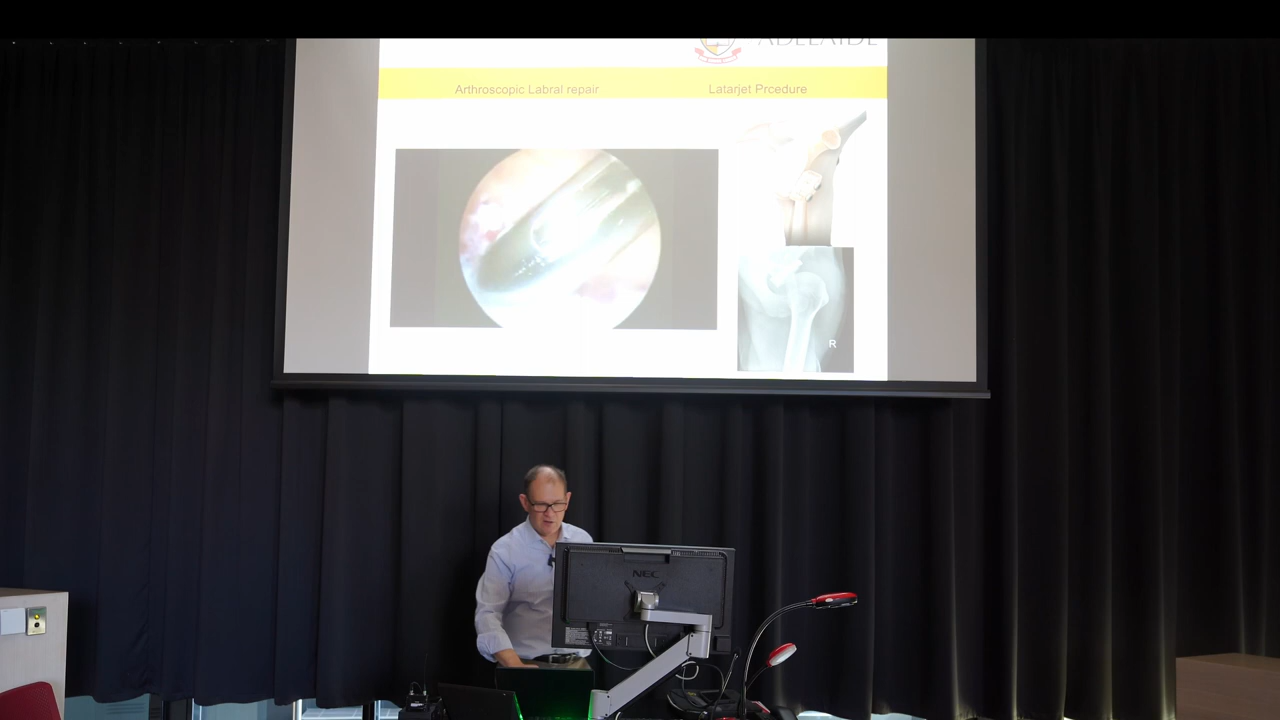 ADELAIDE
Arthroscopic Labral repair
Latarjet Prcedure
R
NEC